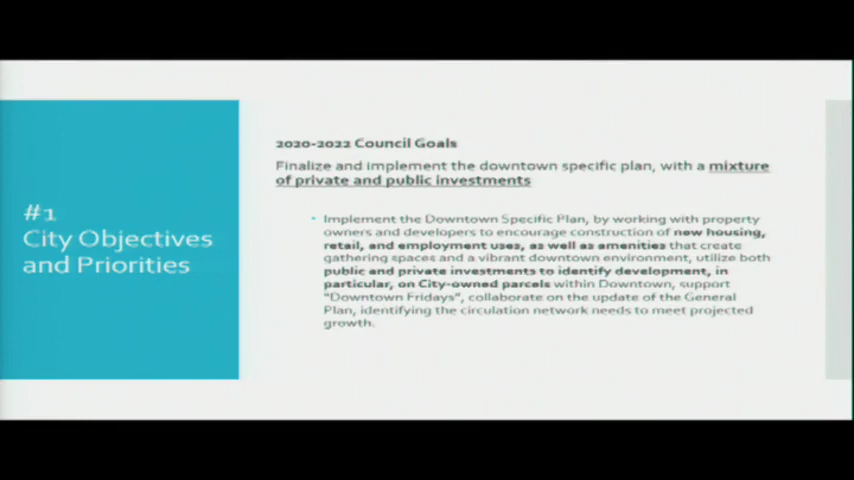 #1
City Objectives
and Priorities
2020-2022 Council Goals
Finalize and implement the downtown specific plan, with a mixture
of private and public investments
Implement the Downtown Specific Plan, by working with property
owners and developers to encourage construction of new housing,
retail, and employment uses, as well as amenities that create
gathering spaces and a vibrant downtown environment, utilize both
public and private investments to identify development, in
particular, on City-owned parcels within Downtown, support
"Downtown Fridays", collaborate on the update of the General
Plan, identifying the circulation network needs to meet projected
growth.